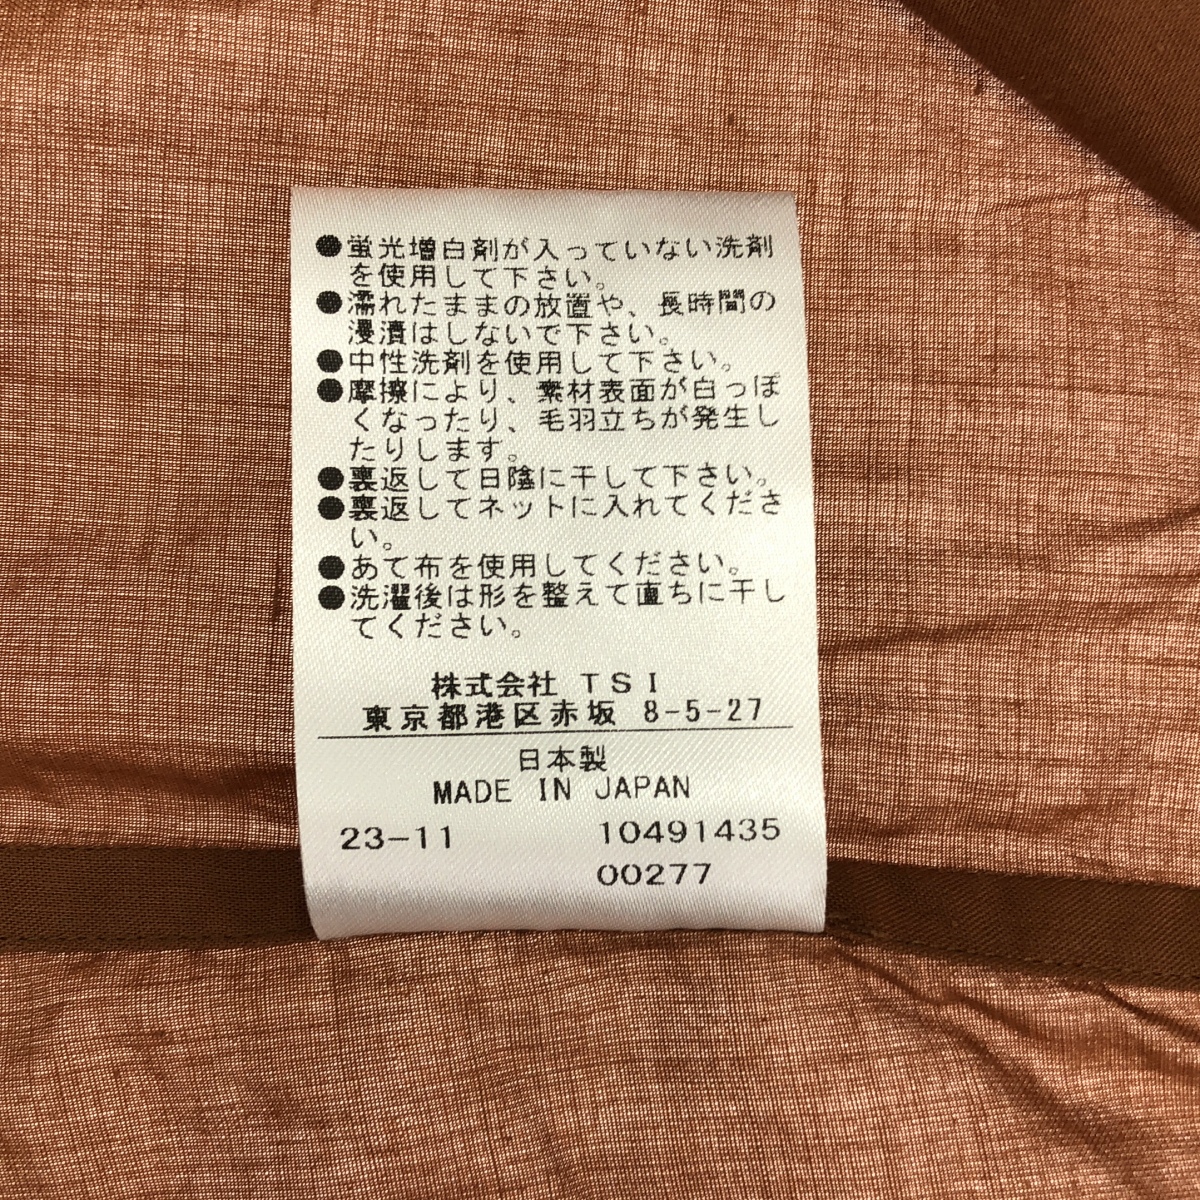 ●蛍光増白剤が入っていない洗剤
を使用して下さい。
●濡れたままの放置や、長時間の
浸漬はしないで下さい。
●中性洗剤を使用して下さい。
●摩擦により、素材表面が白っぽ
くなったり、毛羽立ちが発生し
たりします。
●裏返して日陰に干して下さい。
●裏返してネットに入れてくださ
い。
●あて布を使用してください。
●洗濯後は形を整えて直ちに干し
てください。
株式会社 TSI
東京都港区赤坂 8-5-27
日本製
MADE IN JAPAN
23-11 10491435
00277